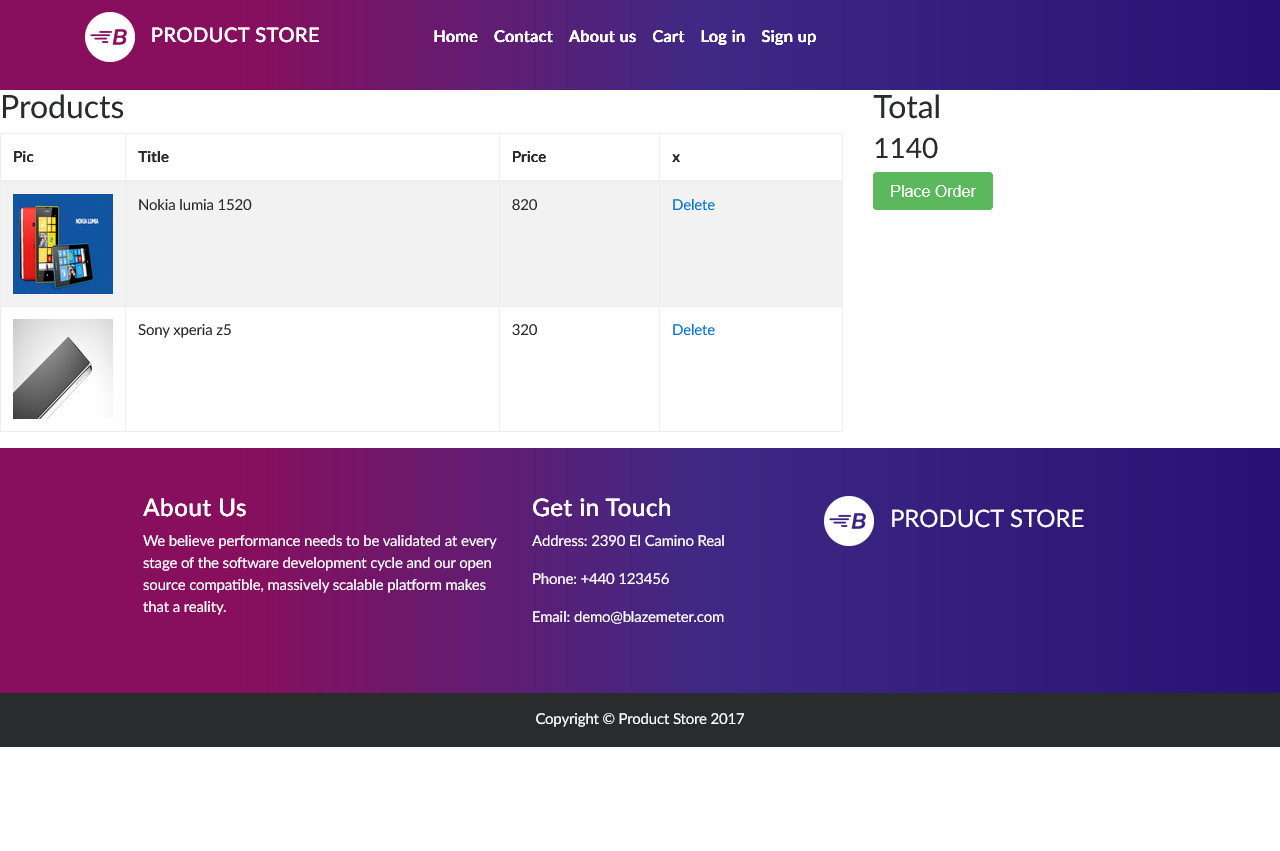 B PRODUCT STORE
Home Contact About us Cart Log in Sign up
Products
Total
1140
Place Order
Pic Title Price x
NOKIA LUMIA
Nokia lumia 1520 820 Delete
Sony xperia z5 320 Delete
About Us
We believe performance needs to be validated at every
stage of the software development cycle and our open
source compatible, massively scalable platform makes
that a reality.
Get in Touch
Address: 2390 El Camino Real
Phone: +440 123456
Email: demo@blazemeter.com
B PRODUCT STORE
Copyright © Product Store 2017